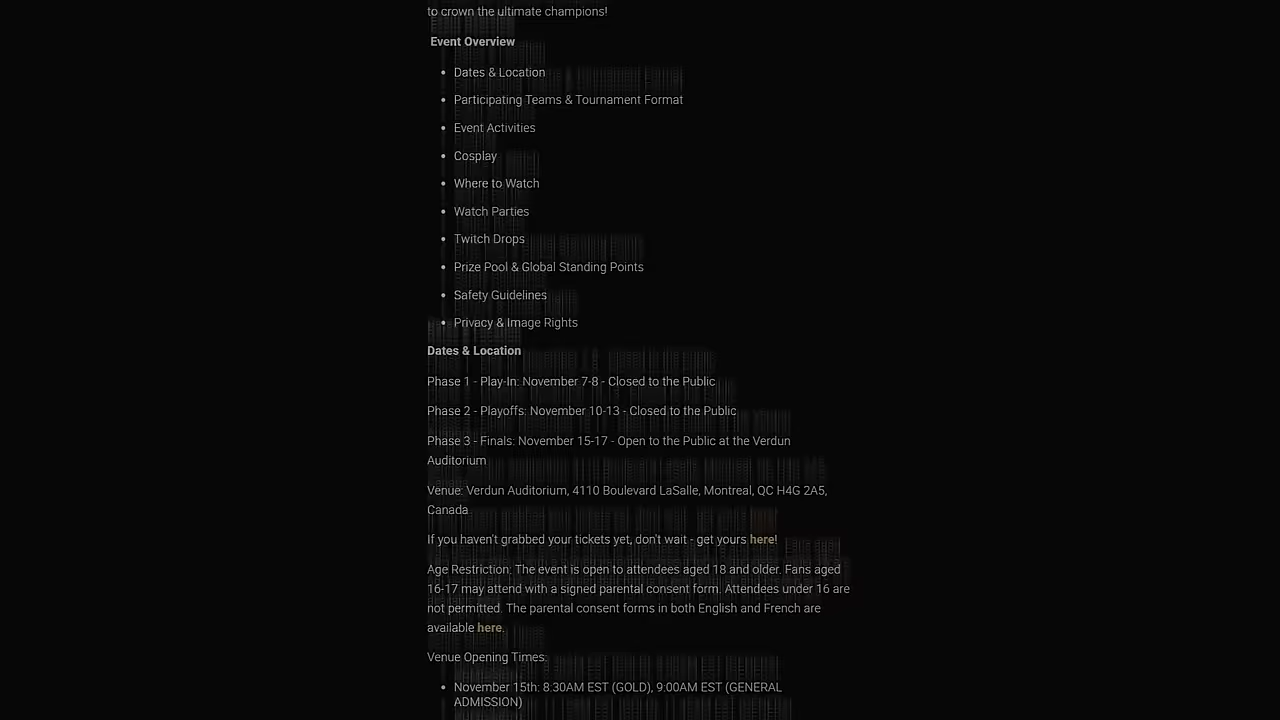 to crown the ultimate champions!
Event Overview
• Dates & Location
• Participating Teams & Tournament Format
• Event Activities
• Cosplay
• Where to Watch
• Watch Parties
• Twitch Drops
• Prize Pool & Global Standing Points
• Safety Guidelines
• Privacy & Image Rights
Dates & Location
Phase 1 - Play-In: November 7-8 - Closed to the Public
Phase 2 - Playoffs: November 10-13 - Closed to the Public
Phase 3 - Finals: November 15-17 - Open to the Public at the Verdun
Auditorium
Venue: Verdun Auditorium, 4110 Boulevard LaSalle, Montreal, QC H4G 2A5,
Canada
If you haven't grabbed your tickets yet, don't wait - get yours here!
Age Restriction: The event is open to attendees aged 18 and older. Fans aged
16-17 may attend with a signed parental consent form. Attendees under 16 are
not permitted. The parental consent forms in both English and French are
available here.
Venue Opening Times:
• November 15th: 8:30AM EST (GOLD), 9:00AM EST (GENERAL
ADMISSION)